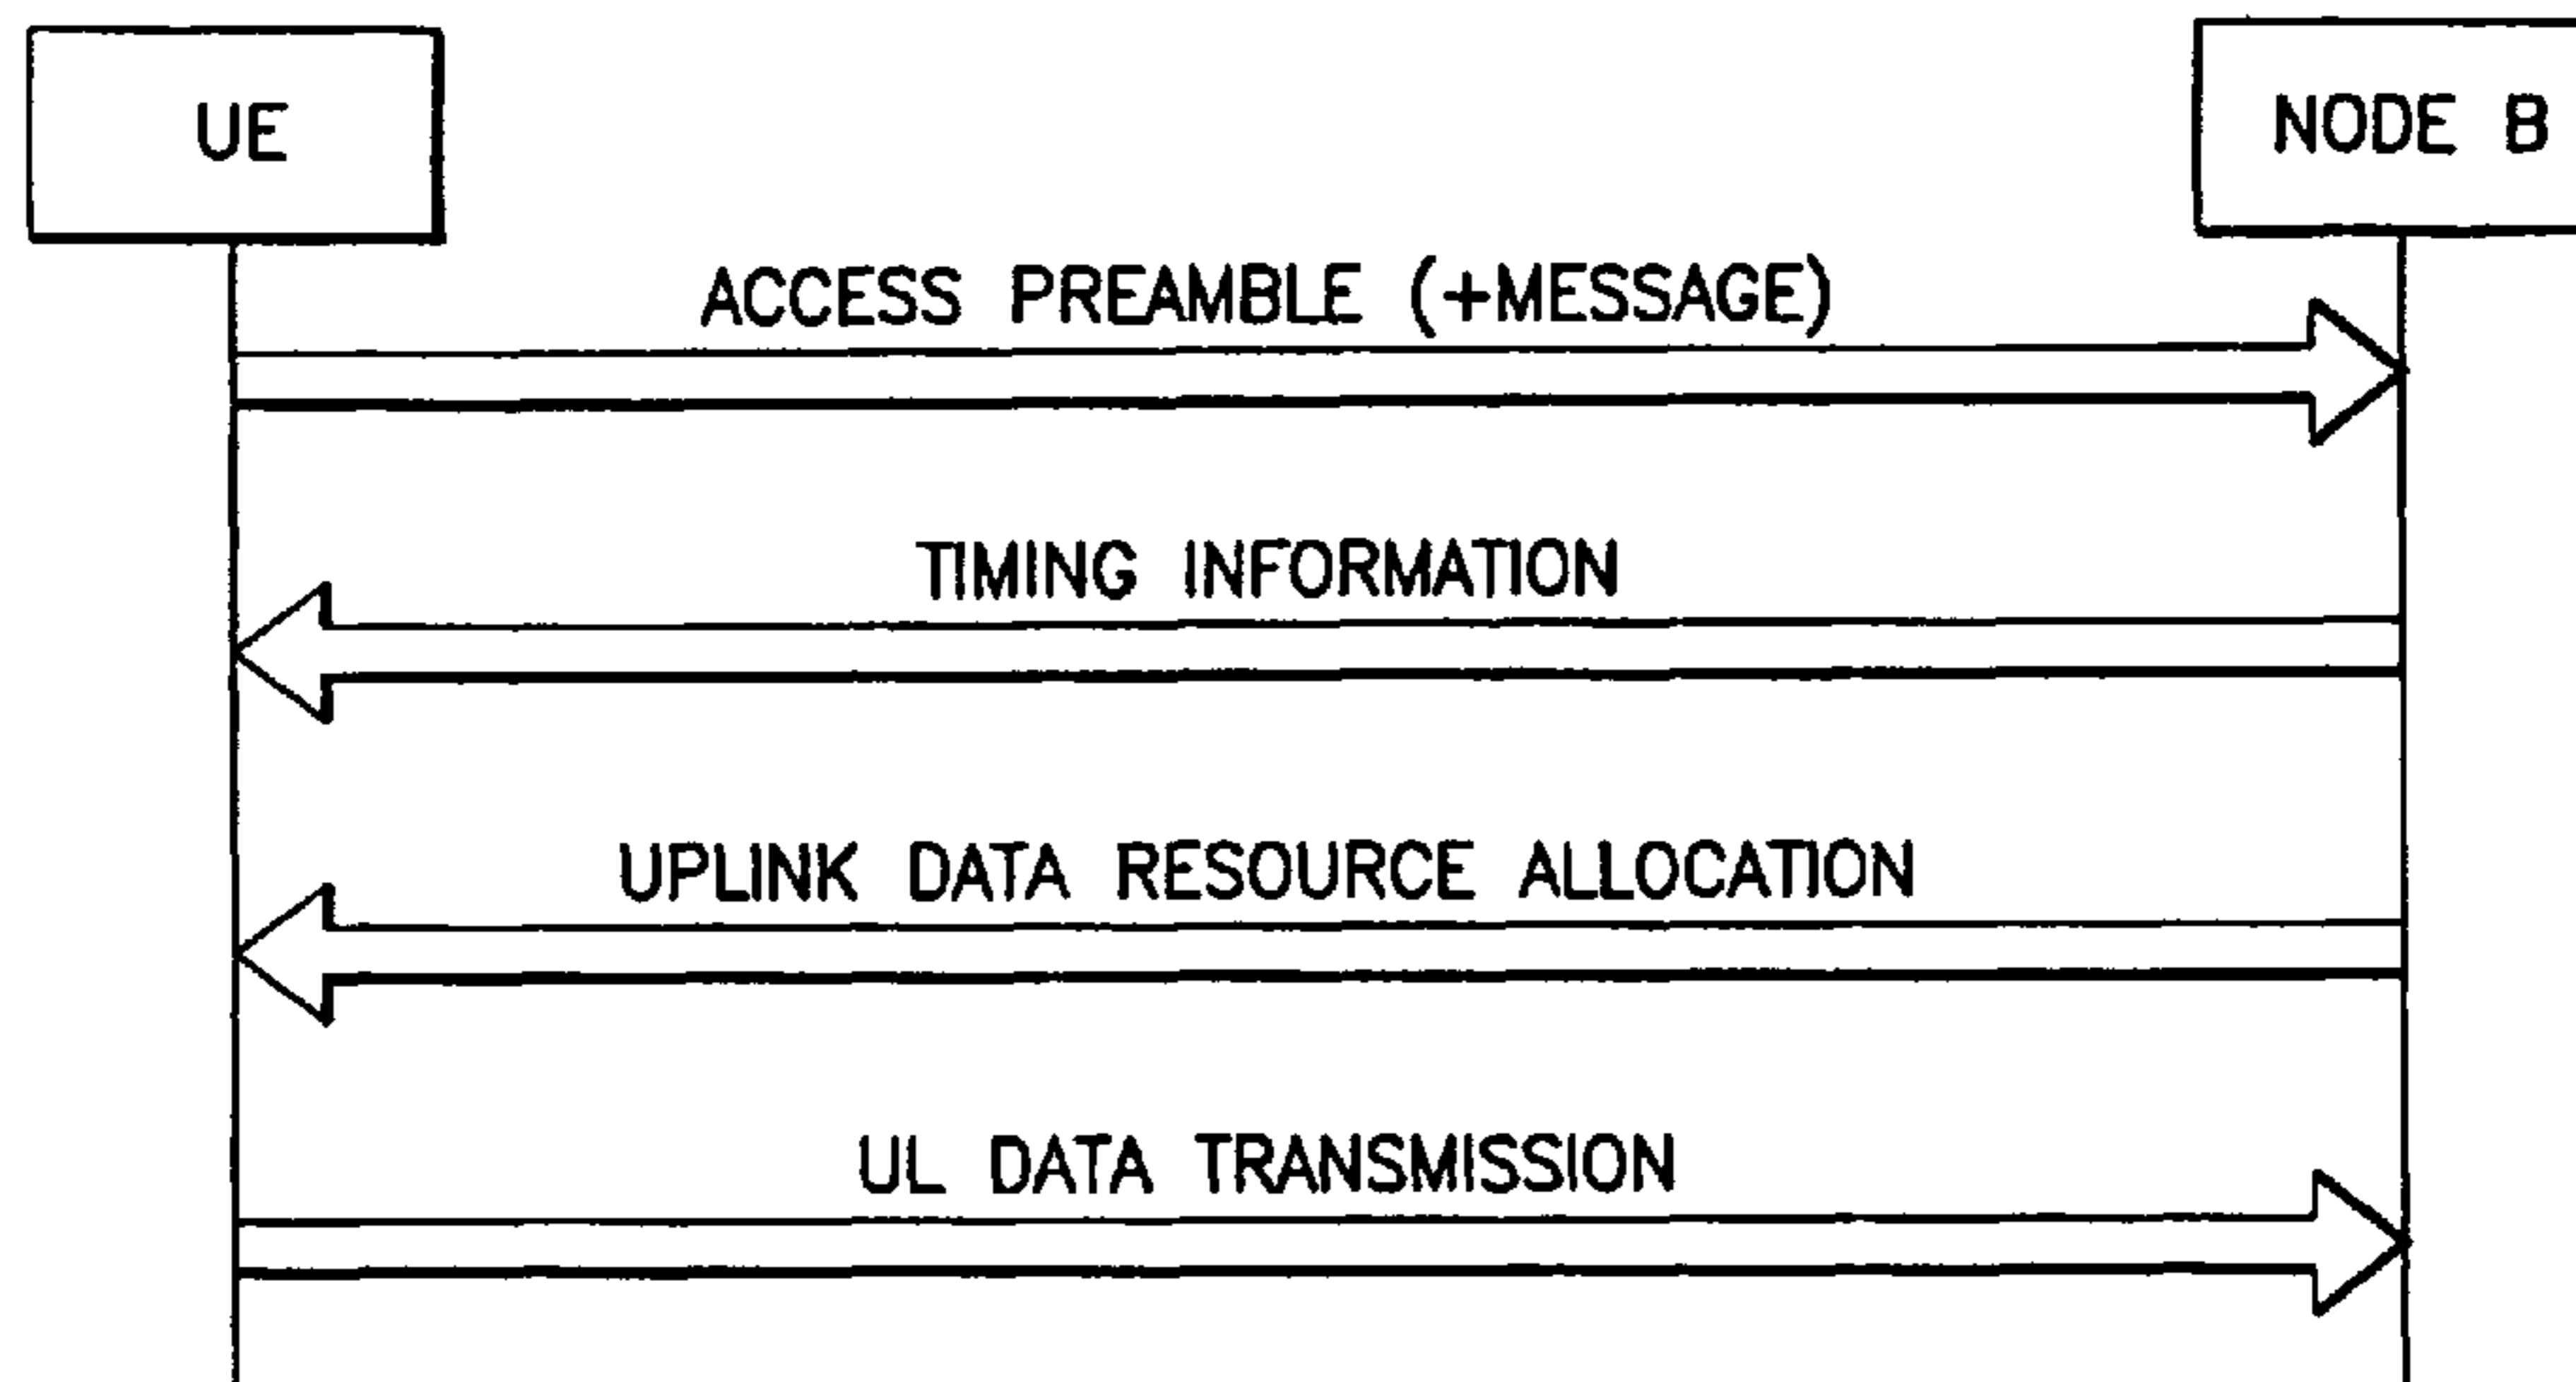 UE
NODE B
ACCESS PREAMBLE (+MESSAGE)
TIMING INFORMATION
UPLINK DATA RESOURCE ALLOCATION
UL DATA TRANSMISSION